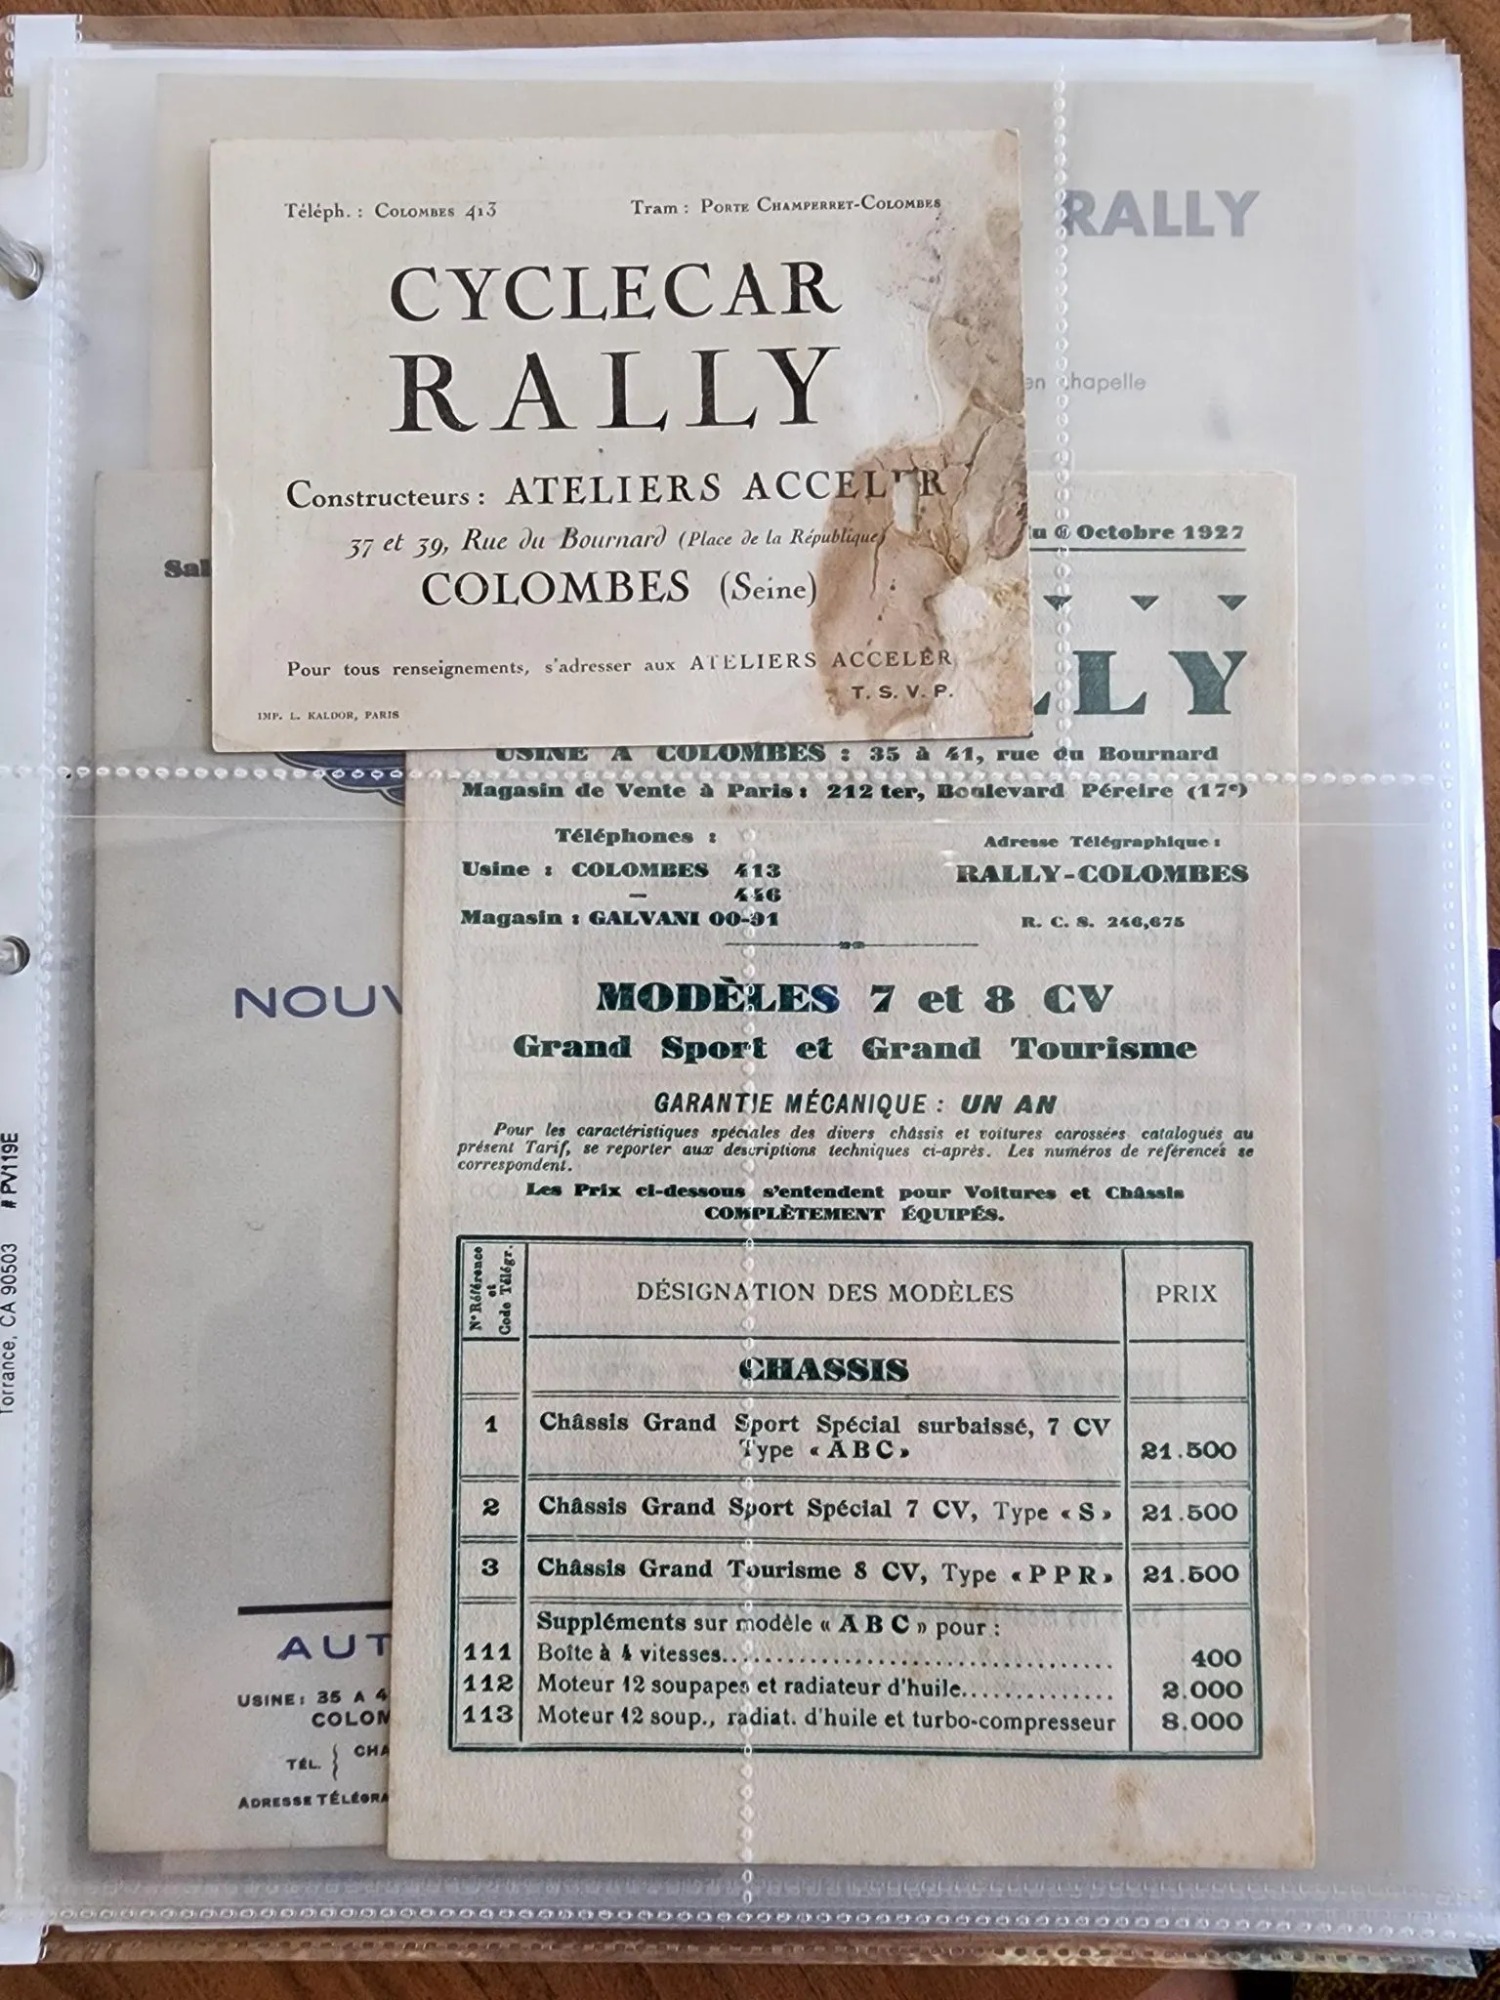 Téléph. : COLOMBES 413 Tram : PORTE CHAMPERRET-COLOMBES
CYCLECAR
RALLY
Constructeurs : ATELIERS ACCELER
37 et 39, Rue du Bournard (Place de la République)
COLOMBES (Seine)
Pour tous renseignements, s'adresser aux ATELIERS ACCELER
T. S. V. P.
IMP. L. KALDOR, PARIS
RALLY
en chapelle
Octobre 1927
LLY
USINE A COLOMBES : 35 à 41, rue du Bournard
Magasin de Vente à Paris : 212 ter, Boulevard Péreire (17e)
Téléphones :
Usine : COLOMBES 413
— 446
Magasin : GALVANI 00-91
Adresse Télégraphique :
RALLY-COLOMBES
R. C. S. 246,675
MODÈLES 7 et 8 CV
Grand Sport et Grand Tourisme
GARANTIE MÉCANIQUE : UN AN
Pour les caractéristiques spéciales des divers châssis et voitures carossées catalogués au
présent Tarif, se reporter aux descriptions techniques ci-après. Les numéros de références se
correspondent.
Les Prix ci-dessous s'entendent pour Voitures et Châssis
COMPLÈTEMENT ÉQUIPÉS.
N° Référence
et
Code Télégr.
DÉSIGNATION DES MODÈLES
PRIX
CHASSIS
1 Châssis Grand Sport Spécial surbaissé, 7 CV
Type « ABC » 21.500
2 Châssis Grand Sport Spécial 7 CV, Type « S » 21.500
3 Châssis Grand Tourisme 8 CV, Type « PPR » 21.500
Suppléments sur modèle « ABC » pour :
111 Boîte à 4 vitesses........ 400
112 Moteur 12 soupapes et radiateur d'huile........ 2.000
113 Moteur 12 soup., radiat. d'huile et turbo-compresseur 8.000
Sal
NOUV
AUT
USINE : 35 A 4
COLOM
TÉL. { CHA
ADRESSE TÉLÉGRA
Torrance, CA 90503 #PV119E